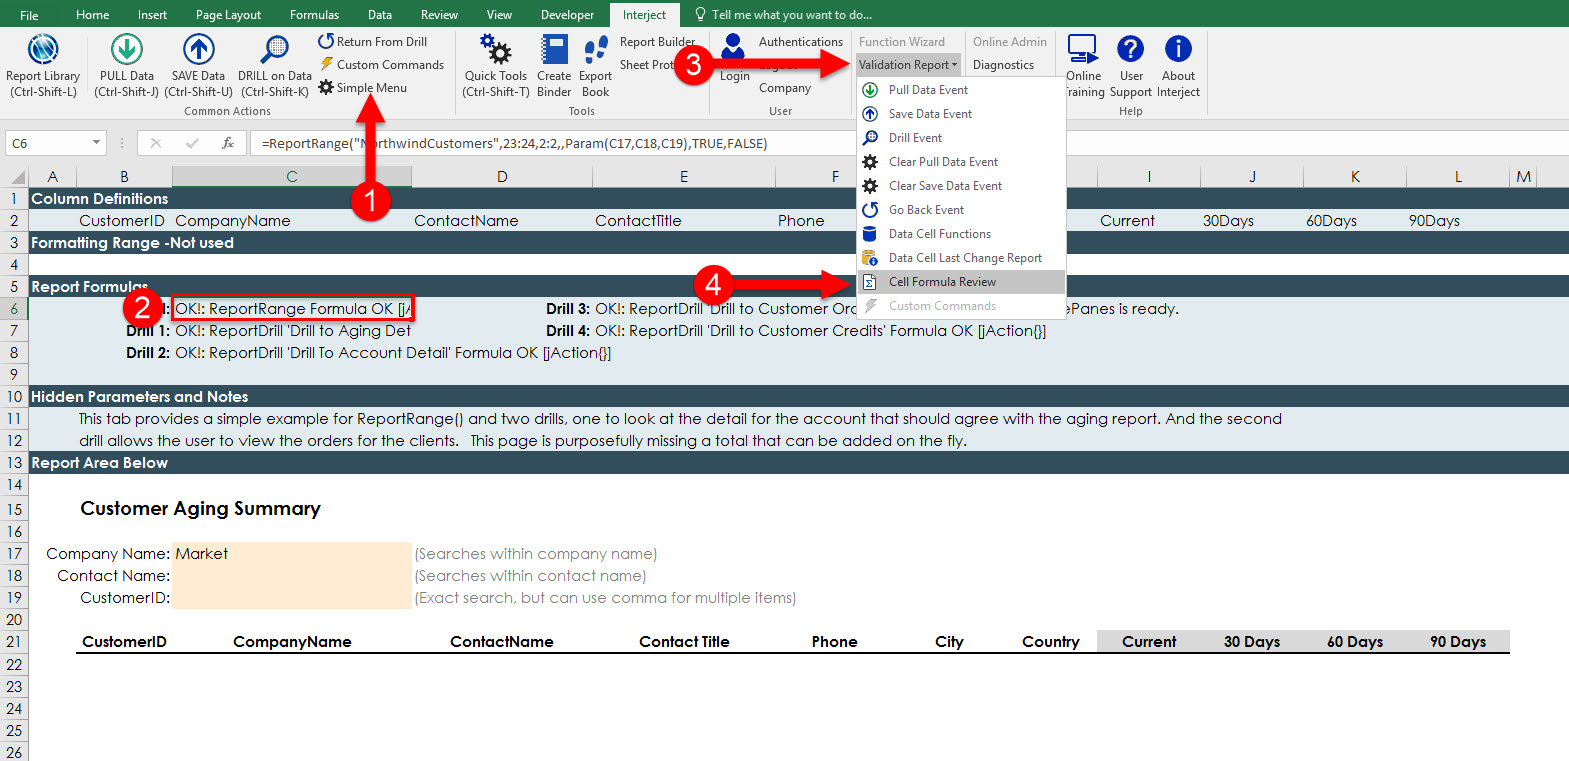 File Home Insert Page Layout Formulas Data Review View Developer Interject Tell me what you want to do...
Report Library (Ctrl-Shift-L)
PULL Data (Ctrl-Shift-J)
SAVE Data (Ctrl-Shift-U)
DRILL on Data (Ctrl-Shift-K)
Return From Drill
Custom Commands
Simple Menu
Common Actions
Quick Tools (Ctrl-Shift-T)
Create Binder
Export Book
Report Builder
Sheet
Tools
Login
Authentications
Company
User
Function Wizard
Validation Report
Online Admin
Diagnostics
Online Training
User Support
About Interject
Help
3
1
Pull Data Event
Save Data Event
Drill Event
Clear Pull Data Event
Clear Save Data Event
Go Back Event
Data Cell Functions
Data Cell Last Change Report
Cell Formula Review
Custom Commands
4
C6 fx =ReportRange("NorthwindCustomers",23:24,2:2,,Param(C17,C18,C19),TRUE,FALSE)
A B C D E F I J K L M
1 Column Definitions
2 CustomerID CompanyName ContactName ContactTitle Phone Current 30Days 60Days 90Days
3 Formatting Range -Not used
4
5 Report Formulas
6 2 OK!: ReportRange Formula OK [jA Drill 3: OK!: ReportDrill 'Drill to Customer Ord ePanes is ready.
7 Drill 1: OK!: ReportDrill 'Drill to Aging Det Drill 4: OK!: ReportDrill 'Drill to Customer Credits' Formula OK [jAction{}]
8 Drill 2: OK!: ReportDrill 'Drill To Account Detail' Formula OK [jAction{}]
9
10 Hidden Parameters and Notes
11 This tab provides a simple example for ReportRange() and two drills, one to look at the detail for the account that should agree with the aging report. And the second
12 drill allows the user to view the orders for the clients. This page is purposefully missing a total that can be added on the fly.
13 Report Area Below
14
15 Customer Aging Summary
16
17 Company Name: Market (Searches within company name)
18 Contact Name: (Searches within contact name)
19 CustomerID: (Exact search, but can use comma for multiple items)
20
21 CustomerID CompanyName ContactName Contact Title Phone City Country Current 30 Days 60 Days 90 Days
22
23
24
25
26